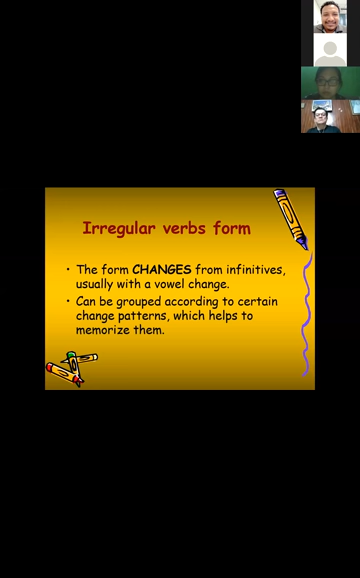 Irregular verbs form
• The form CHANGES from infinitives,
usually with a vowel change.
• Can be grouped according to certain
change patterns, which helps to
memorize them.